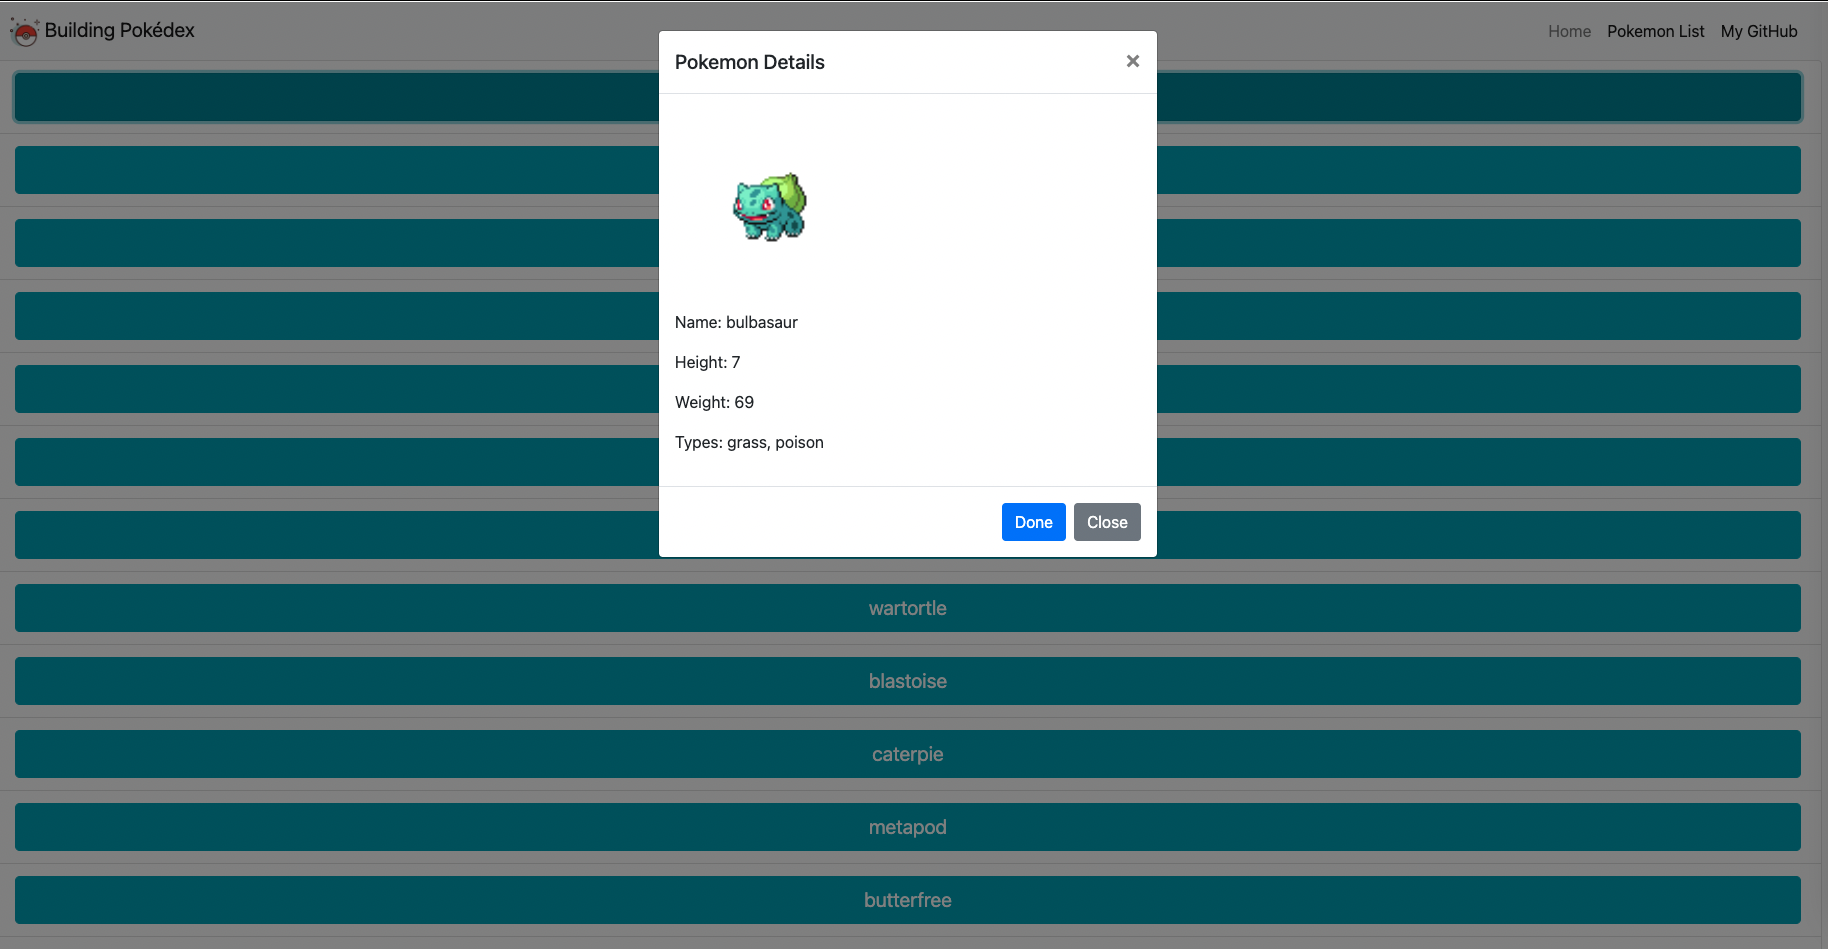 Building Pokédex
Home Pokemon List My GitHub
Pokemon Details ×
Name: bulbasaur
Height: 7
Weight: 69
Types: grass, poison
Done Close
wartortle
blastoise
caterpie
metapod
butterfree